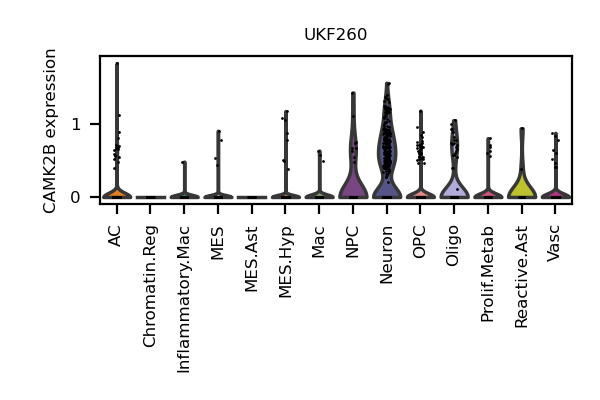 UKF260
CAMK2B expression
1
0
AC
Chromatin.Reg
Inflammatory.Mac
MES
MES.Ast
MES.Hyp
Mac
NPC
Neuron
OPC
Oligo
Prolif.Metab
Reactive.Ast
Vasc